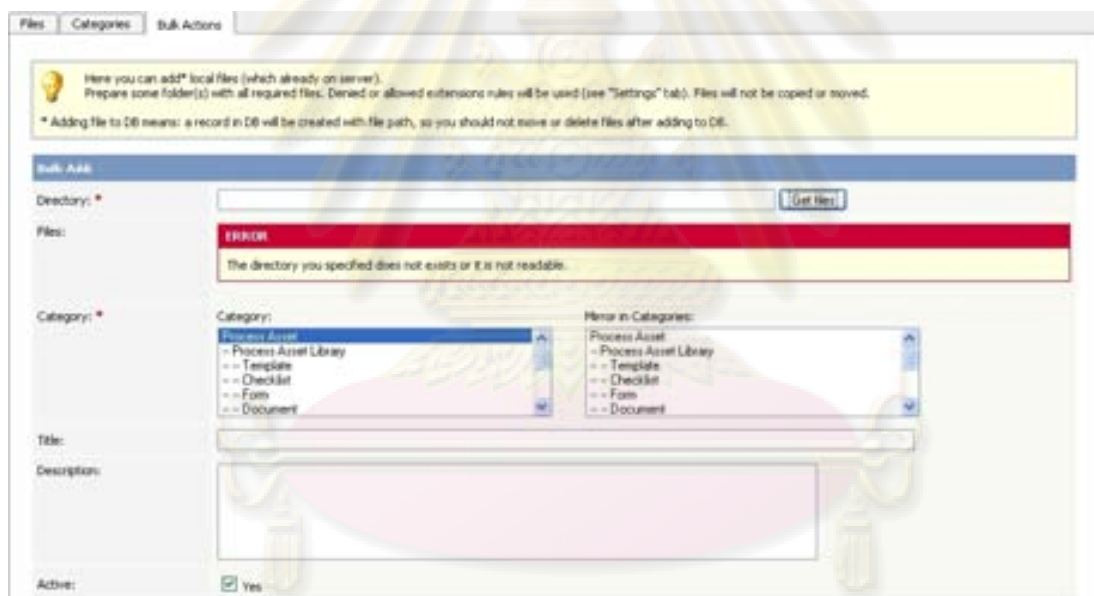 Files Categories Bulk Actions
Here you can add* local files (which already on server).
Prepare some folder(s) with all required files. Denied or allowed extensions rules will be used (see "Settings" tab). Files will not be copied or moved.
* Adding file to DB means: a record in DB will be created with file path, so you should not move or delete files after adding to DB.
Bulk Add:
Directory: * Get files
Files:
ERROR
The directory you specified does not exists or it is not readable.
Category: * Category: Mirror in Categories:
Process Asset Process Asset
- Process Asset Library - Process Asset Library
- - Template - - Template
- - Checklist - - Checklist
- - Form - - Form
- - Document - - Document
Title:
Description:
Active: Yes